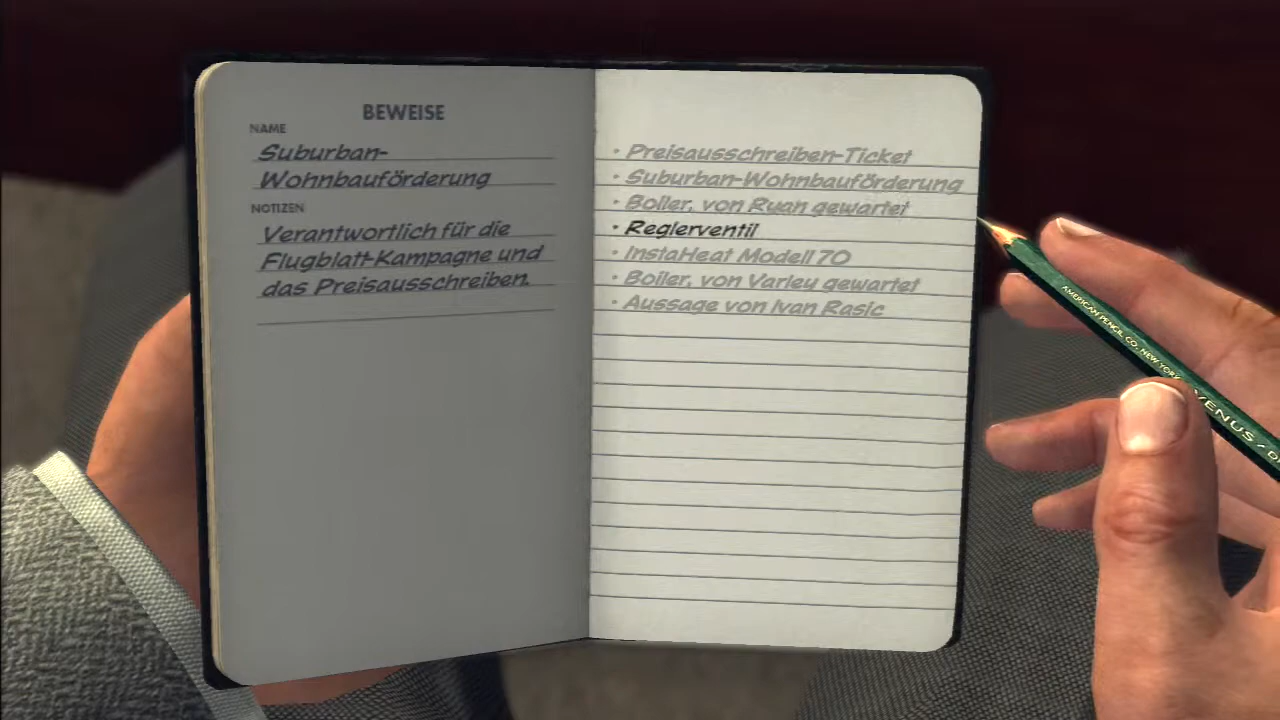 BEWEISE
NAME
Suburban-
Wohnbauförderung
NOTIZEN
Verantwortlich für die
Flugblatt-Kampagne und
das Preisausschreiben.
• Preisausschreiben-Ticket
• Suburban-Wohnbauförderung
• Boiler, von Ryan gewartet
• Reglerventil
• InstaHeat Modell 70
• Boiler, von Varley gewartet
• Aussage von Ivan Rasic
AMERICAN PENCIL CO. NEW YORK
VENUS